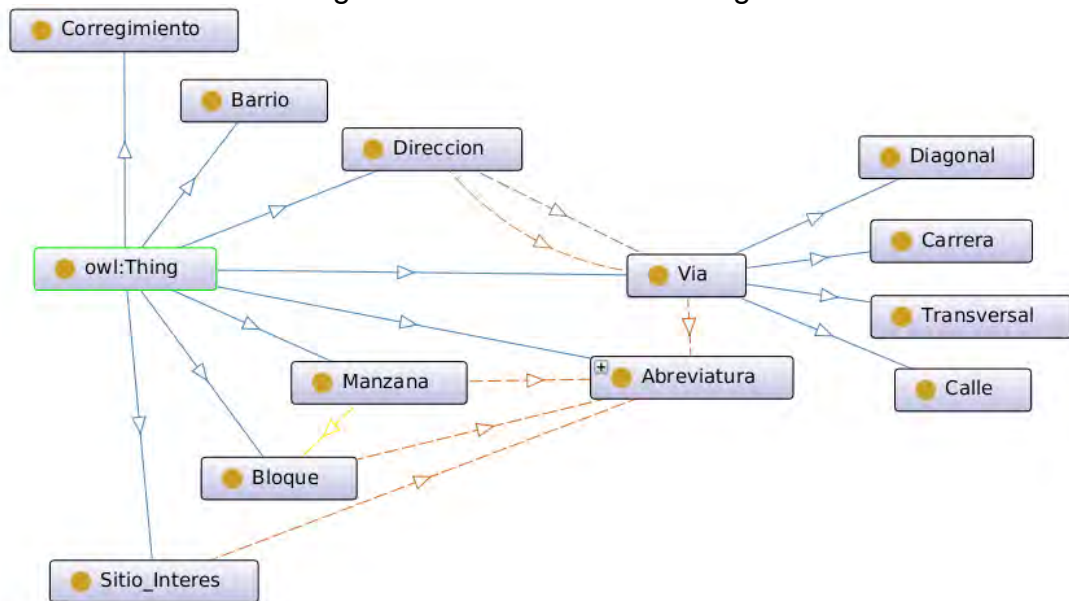 Corregimiento
Barrio
Direccion
Diagonal
Carrera
owl:Thing
Via
Transversal
Manzana
Abreviatura
Calle
Bloque
Sitio_Interes